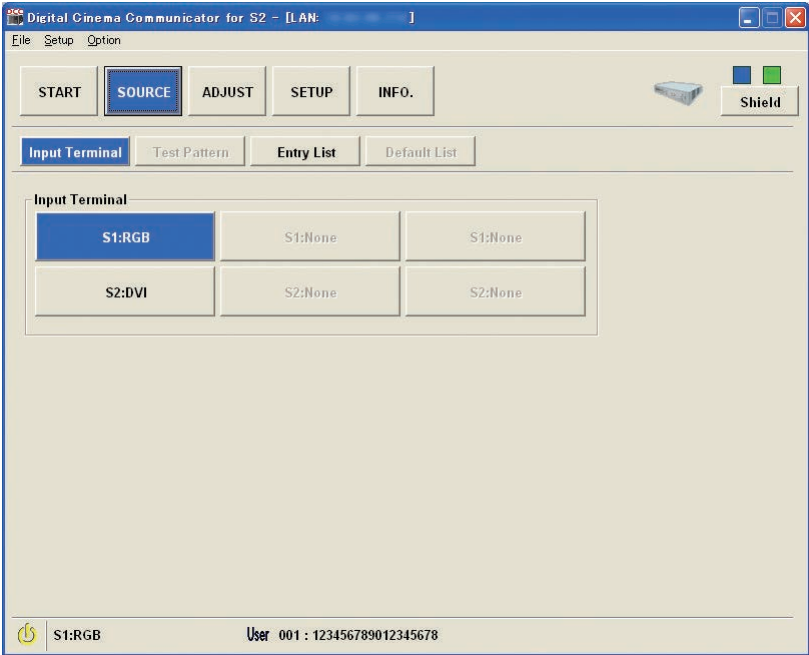 Digital Cinema Communicator for S2 - [LAN: ]
File Setup Option
START SOURCE ADJUST SETUP INFO. Shield
Input Terminal Test Pattern Entry List Default List
Input Terminal
S1:RGB S1:None S1:None
S2:DVI S2:None S2:None
S1:RGB User 001 : 123456789012345678